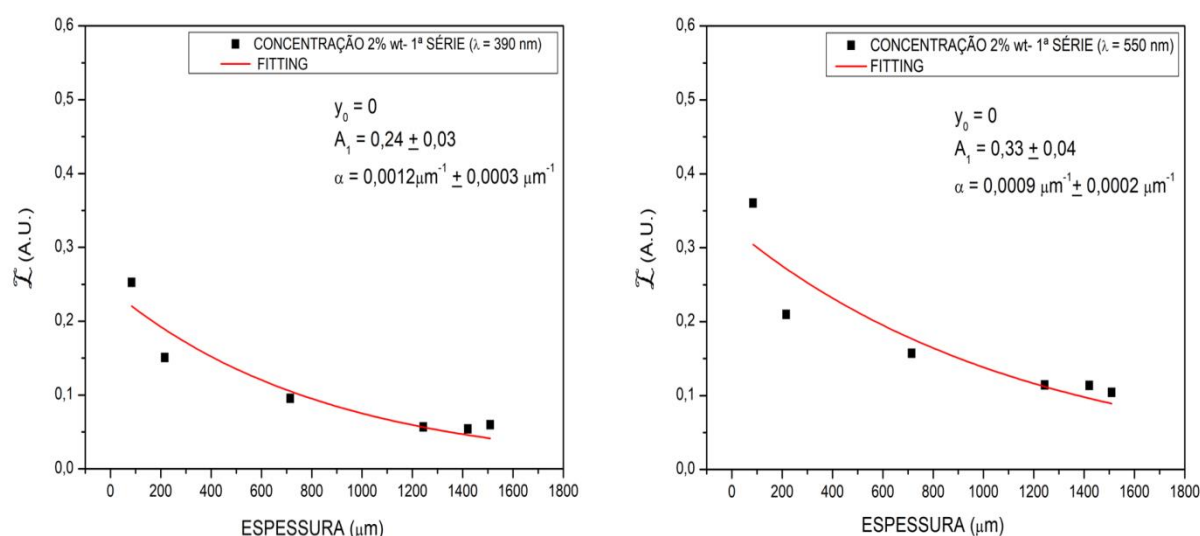 0,6
0,5
0,4
0,3
0,2
0,1
0,0
ℒ (A.U.)
■ CONCENTRAÇÃO 2% wt- 1ª SÉRIE (λ = 390 nm)
FITTING
y₀ = 0
A₁ = 0,24 ± 0,03
α = 0,0012μm⁻¹ ± 0,0003 μm⁻¹
0 200 400 600 800 1000 1200 1400 1600 1800
ESPESSURA (μm)
0,6
0,5
0,4
0,3
0,2
0,1
0,0
ℒ (A.U.)
■ CONCENTRAÇÃO 2% wt- 1ª SÉRIE (λ = 550 nm)
FITTING
y₀ = 0
A₁ = 0,33 ± 0,04
α = 0,0009 μm⁻¹± 0,0002 μm⁻¹
0 200 400 600 800 1000 1200 1400 1600 1800
ESPESSURA (μm)